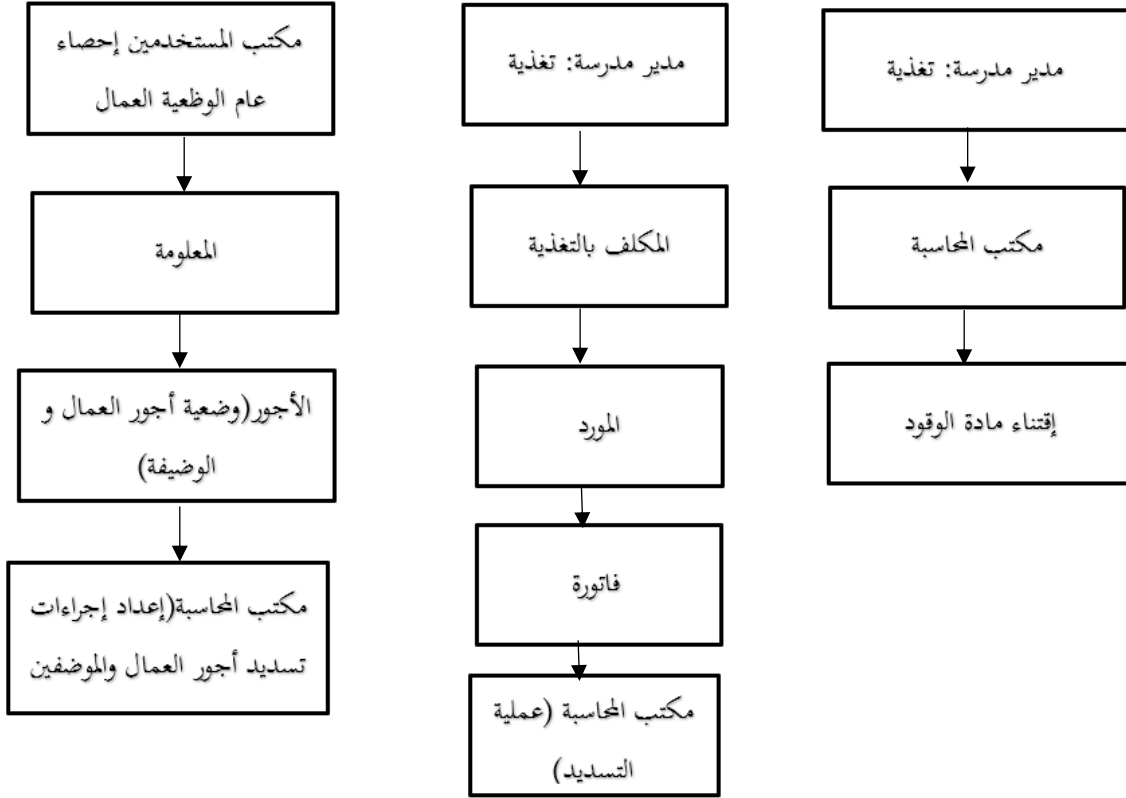 مدير مدرسة: تغذية
مكتب المحاسبة
إقتناء مادة الوقود
مدير مدرسة: تغذية
المكلف بالتغذية
المورد
فاتورة
مكتب المحاسبة (عملية
التسديد)
مكتب المستخدمين إحصاء
عام الوظعية العمال
المعلومة
الأجور(وضعية أجور العمال و
الوضيفة)
مكتب المحاسبة(إعداد إجراءات
تسديد أجور العمال والموضفين